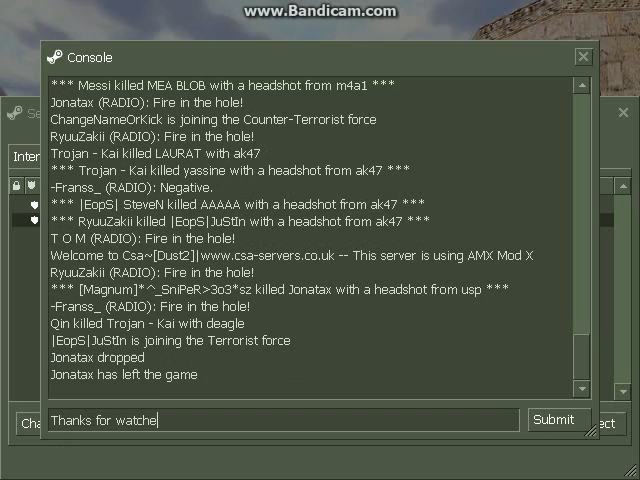 www.Bandicam.com
Console
*** Messi killed MEA BLOB with a headshot from m4a1 ***
Jonatax (RADIO): Fire in the hole!
ChangeNameOrKick is joining the Counter-Terrorist force
RyuuZakii (RADIO): Fire in the hole!
Trojan - Kai killed LAURAT with ak47
*** Trojan - Kai killed yassine with a headshot from ak47 ***
-Franss_ (RADIO): Negative.
*** |EopS| SteveN killed AAAAA with a headshot from ak47 ***
*** RyuuZakii killed |EopS|JuStIn with a headshot from ak47 ***
T O M (RADIO): Fire in the hole!
Welcome to Csa~[Dust2]|www.csa-servers.co.uk -- This server is using AMX Mod X
RyuuZakii (RADIO): Fire in the hole!
*** [Magnum]*^_SniPeR>3o3*sz killed Jonatax with a headshot from usp ***
-Franss_ (RADIO): Fire in the hole!
Qin killed Trojan - Kai with deagle
|EopS|JuStIn is joining the Terrorist force
Jonatax dropped
Jonatax has left the game
Thanks for watche
Submit
Se
Inter
Cha
ect